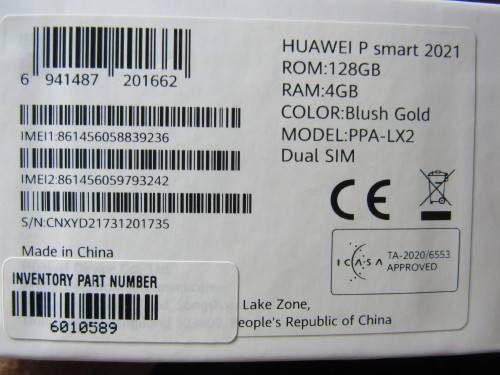 6 941487 201662
IMEI1:861456058839236
IMEI2:861456059793242
S/N:CNXYD21731201735
HUAWEI P smart 2021
ROM:128GB
RAM:4GB
COLOR:Blush Gold
MODEL:PPA-LX2
Dual SIM
CE
ICASA
TA-2020/6553
APPROVED
Made in China
INVENTORY PART NUMBER
6010589
Lake Zone,
People's Republic of China